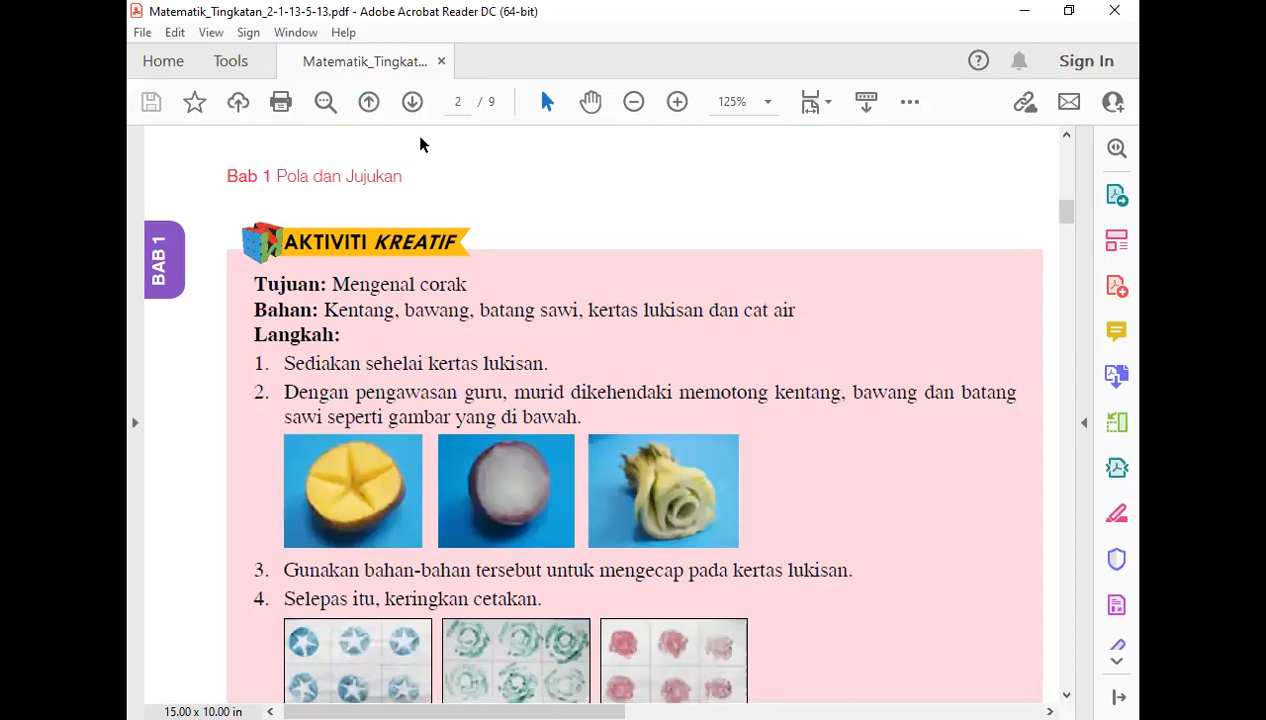 Matematik_Tingkatan_2-1-13-5-13.pdf - Adobe Acrobat Reader DC (64-bit)
File Edit View Sign Window Help
Home Tools Matematik_Tingkat... × Sign In
2 / 9 125%
Bab 1 Pola dan Jujukan
BAB 1
AKTIVITI KREATIF
Tujuan: Mengenal corak
Bahan: Kentang, bawang, batang sawi, kertas lukisan dan cat air
Langkah:
1. Sediakan sehelai kertas lukisan.
2. Dengan pengawasan guru, murid dikehendaki memotong kentang, bawang dan batang
sawi seperti gambar yang di bawah.
3. Gunakan bahan-bahan tersebut untuk mengecap pada kertas lukisan.
4. Selepas itu, keringkan cetakan.
15.00 x 10.00 in